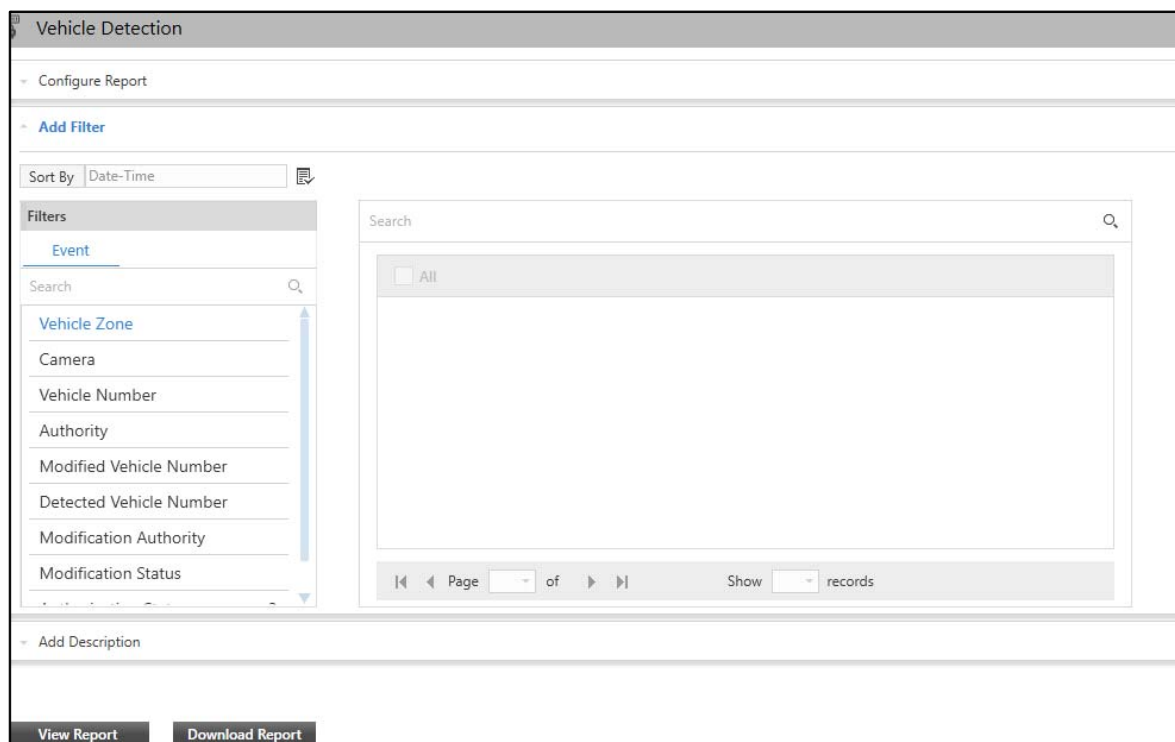 Vehicle Detection
Configure Report
Add Filter
Sort By Date-Time
Filters
Event
Search
Vehicle Zone
Camera
Vehicle Number
Authority
Modified Vehicle Number
Detected Vehicle Number
Modification Authority
Modification Status
Search
All
Page of Show records
Add Description
View Report Download Report